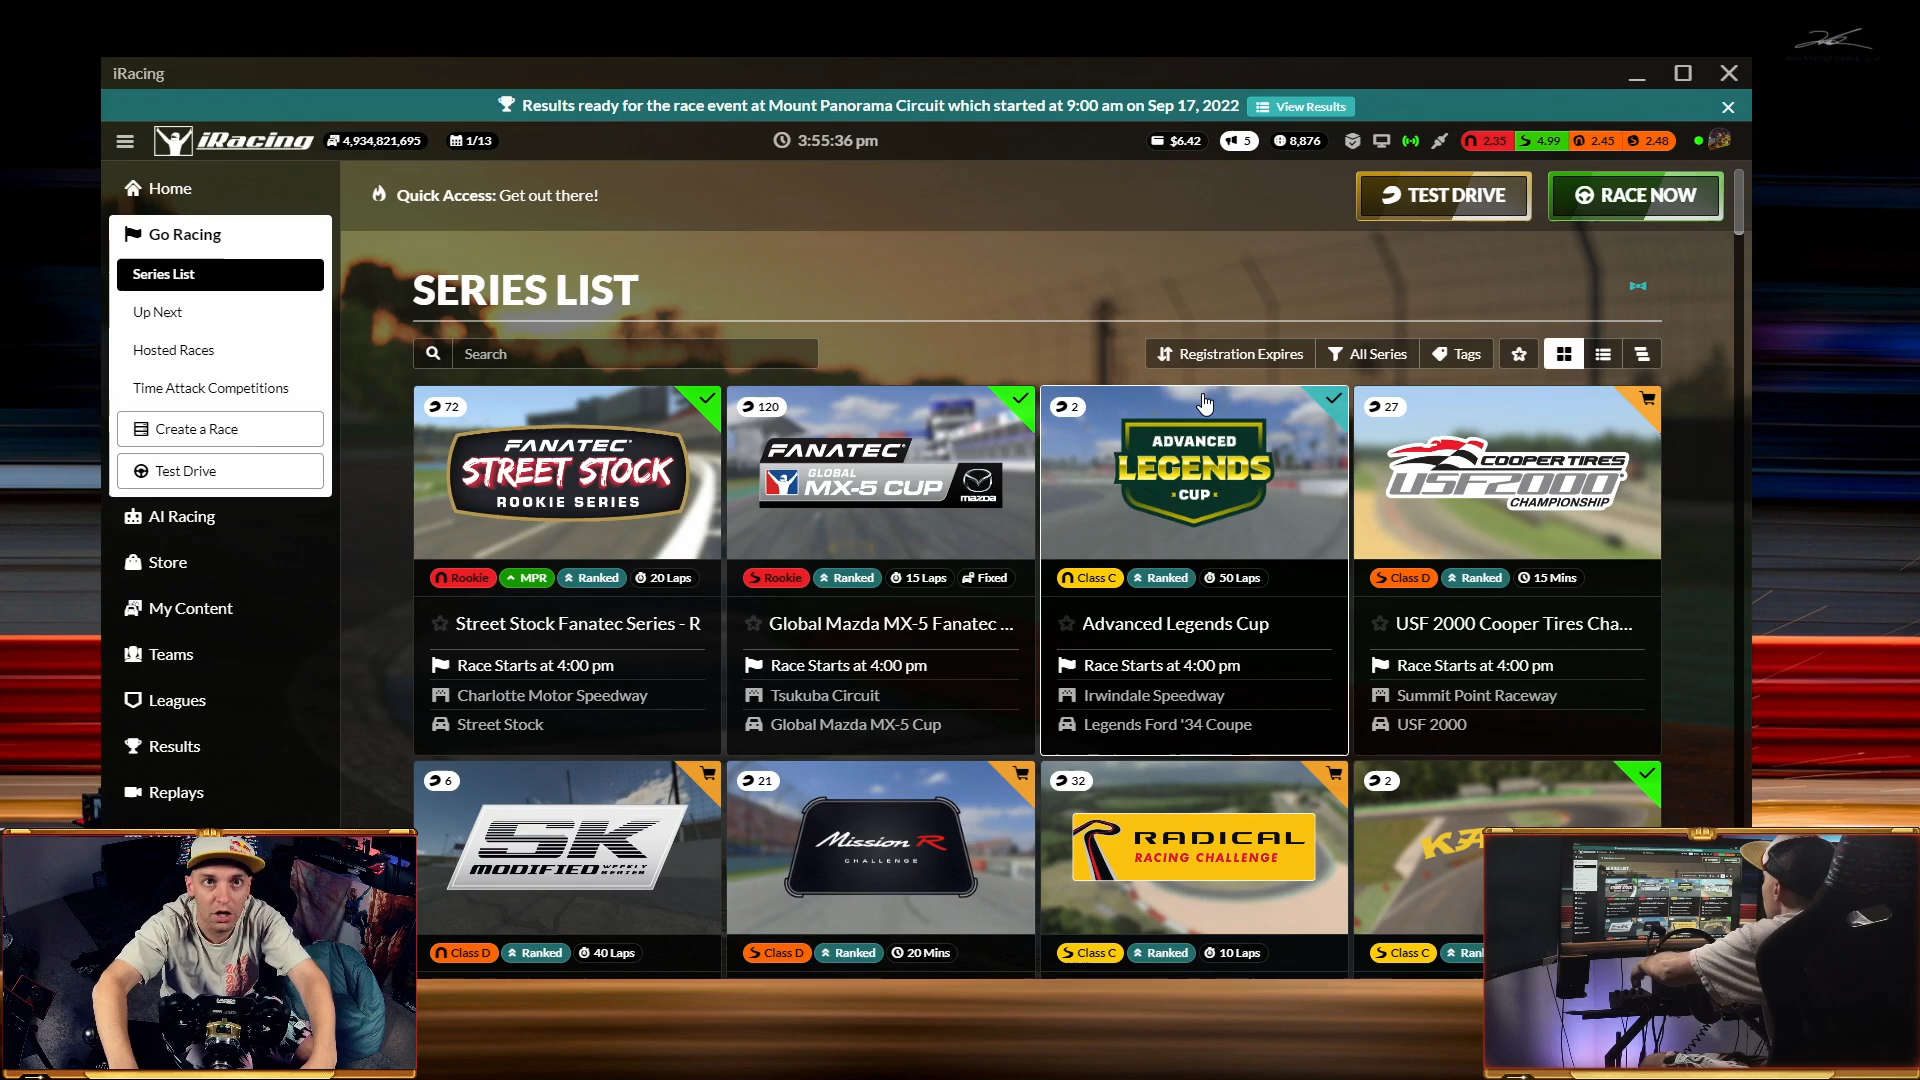 iRacing
Results ready for the race event at Mount Panorama Circuit which started at 9:00 am on Sep 17, 2022 View Results
iRacing 4,934,821,695 1/13 3:55:36 pm $6.42 5 8,876 2.35 4.99 2.45 2.48
Home
Quick Access: Get out there! TEST DRIVE RACE NOW
Go Racing
Series List
Up Next
Hosted Races
Time Attack Competitions
Create a Race
Test Drive
AI Racing
Store
My Content
Teams
Leagues
Results
Replays
SERIES LIST
Search Registration Expires All Series Tags
72
FANATEC
STREET STOCK
ROOKIE SERIES
Rookie MPR Ranked 20 Laps
Street Stock Fanatec Series - R
Race Starts at 4:00 pm
Charlotte Motor Speedway
Street Stock
120
FANATEC
GLOBAL
MX-5 CUP
mazda
Rookie Ranked 15 Laps Fixed
Global Mazda MX-5 Fanatec ...
Race Starts at 4:00 pm
Tsukuba Circuit
Global Mazda MX-5 Cup
2
ADVANCED
LEGENDS
CUP
Class C Ranked 50 Laps
Advanced Legends Cup
Race Starts at 4:00 pm
Irwindale Speedway
Legends Ford '34 Coupe
27
COOPER TIRES
USF2000
CHAMPIONSHIP
Class D Ranked 15 Mins
USF 2000 Cooper Tires Cha...
Race Starts at 4:00 pm
Summit Point Raceway
USF 2000
6
SK
MODIFIED WEEKLY SERIES
Class D Ranked 40 Laps
21
Mission R
CHALLENGE
Class D Ranked 20 Mins
32
RADICAL
RACING CHALLENGE
Class C Ranked 10 Laps
2
KA
Class C Ran